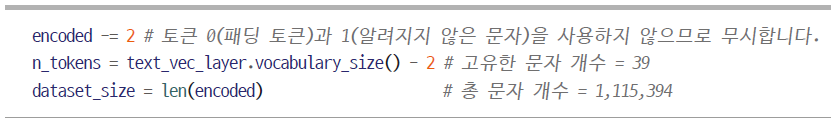 encoded -= 2 # 토큰 0(패딩 토큰)과 1(알려지지 않은 문자)을 사용하지 않으므로 무시합니다.
n_tokens = text_vec_layer.vocabulary_size() - 2 # 고유한 문자 개수 = 39
dataset_size = len(encoded) # 총 문자 개수 = 1,115,394